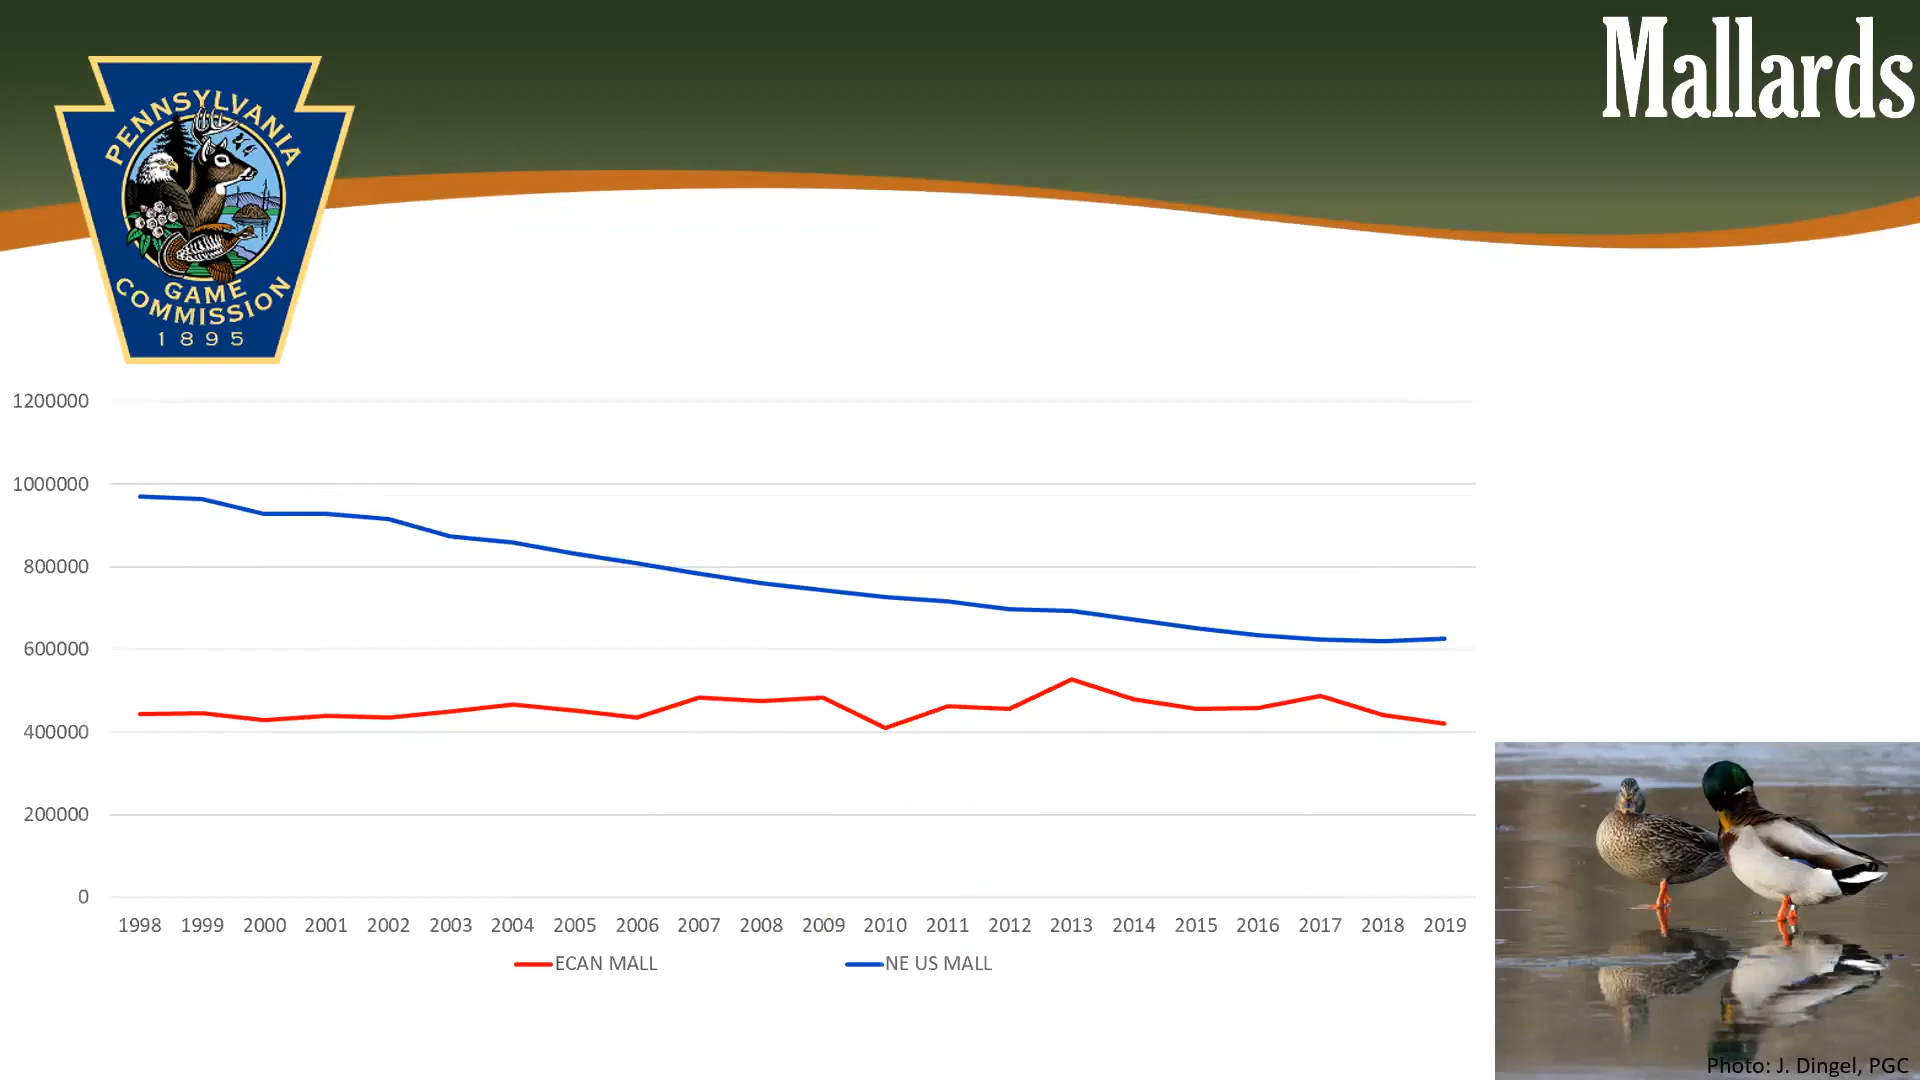 Mallards
PENNSYLVANIA
GAME
COMMISSION
1895
1200000
1000000
800000
600000
400000
200000
0
1998 1999 2000 2001 2002 2003 2004 2005 2006 2007 2008 2009 2010 2011 2012 2013 2014 2015 2016 2017 2018 2019
ECAN MALL NE US MALL
Photo: J. Dingel, PGC